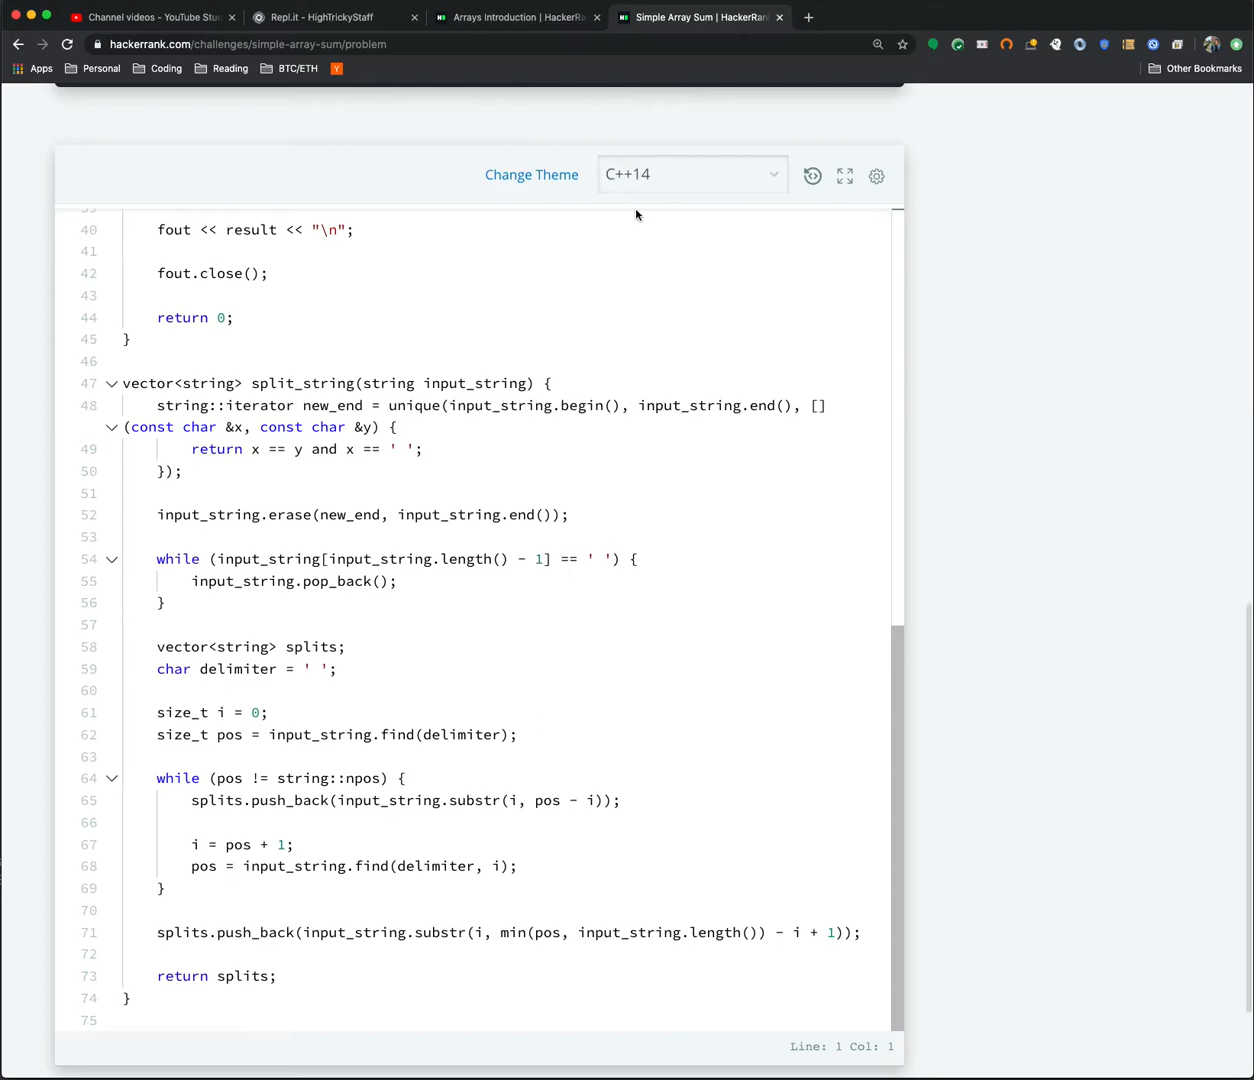 Channel videos - YouTube Stu
Repl.it - HighTrickyStaff
Arrays Introduction | HackerRa
Simple Array Sum | HackerRan
hackerrank.com/challenges/simple-array-sum/problem
Apps Personal Coding Reading BTC/ETH Y Other Bookmarks
Change Theme C++14
39
40 fout << result << "\n";
41
42 fout.close();
43
44 return 0;
45 }
46
47 vector<string> split_string(string input_string) {
48 string::iterator new_end = unique(input_string.begin(), input_string.end(), []
(const char &x, const char &y) {
49 return x == y and x == ' ';
50 });
51
52 input_string.erase(new_end, input_string.end());
53
54 while (input_string[input_string.length() - 1] == ' ') {
55 input_string.pop_back();
56 }
57
58 vector<string> splits;
59 char delimiter = ' ';
60
61 size_t i = 0;
62 size_t pos = input_string.find(delimiter);
63
64 while (pos != string::npos) {
65 splits.push_back(input_string.substr(i, pos - i));
66
67 i = pos + 1;
68 pos = input_string.find(delimiter, i);
69 }
70
71 splits.push_back(input_string.substr(i, min(pos, input_string.length()) - i + 1));
72
73 return splits;
74 }
75
Line: 1 Col: 1